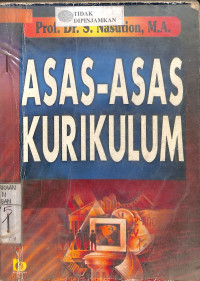 TIDAK
DIPINJAMKAN
Prof. Dr. S. Nasution, M.A.
ASAS-ASAS
KURIKULUM